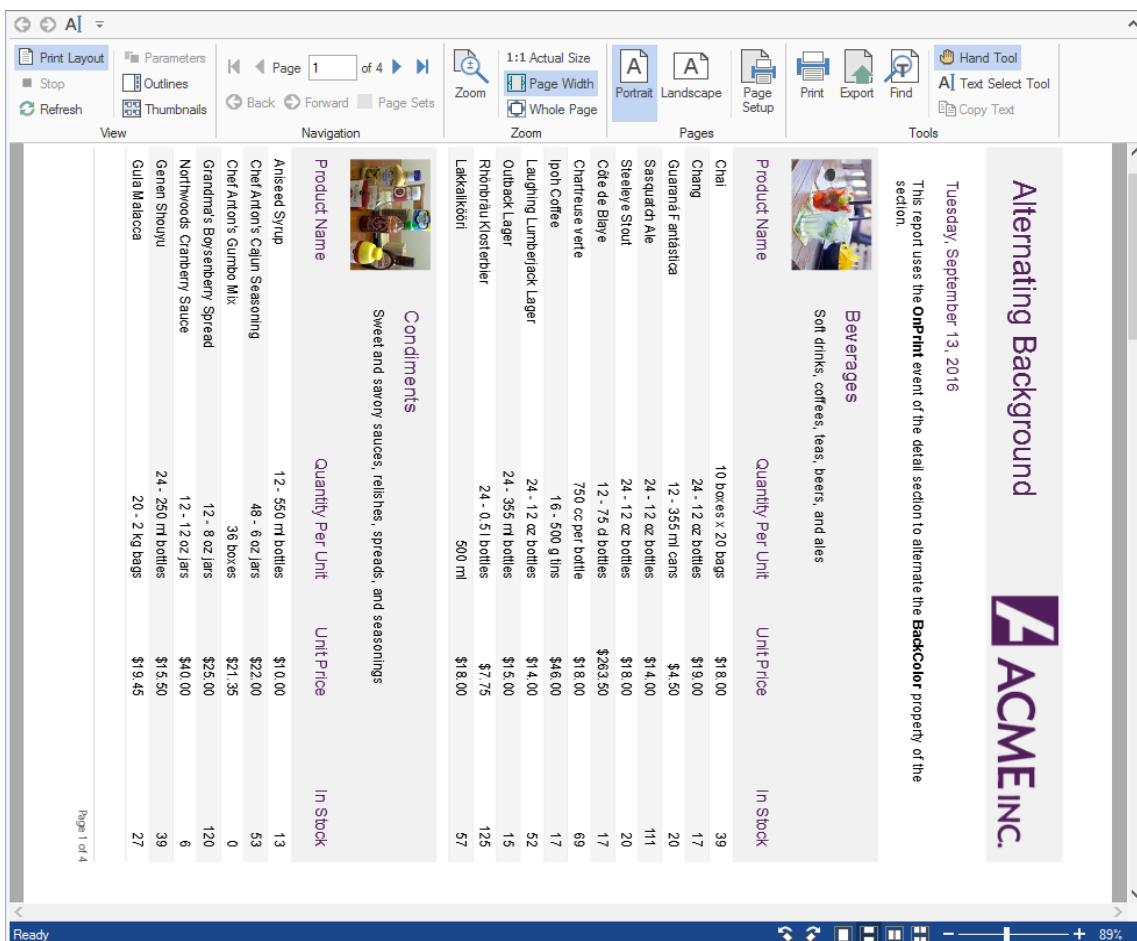 Print Layout
Stop
Refresh
Parameters
Outlines
Thumbnails
View
Page 1 of 4
Back Forward Page Sets
Navigation
Zoom
1:1 Actual Size
Page Width
Whole Page
Zoom
Portrait Landscape
Page Setup
Pages
Print Export Find
Hand Tool
Text Select Tool
Copy Text
Tools
Alternating Background
ACME INC.
Tuesday, September 13, 2016
This report uses the OnPrint event of the detail section to alternate the BackColor property of the
section.
Beverages
Soft drinks, coffees, teas, beers, and ales
Product Name Quantity Per Unit Unit Price In Stock
Chai 10 boxes x 20 bags $18.00 39
Chang 24 - 12 oz bottles $19.00 17
Guaraná Fantástica 12 - 355 ml cans $4.50 20
Sasquatch Ale 24 - 12 oz bottles $14.00 111
Steeleye Stout 24 - 12 oz bottles $18.00 20
Côte de Blaye 12 - 75 cl bottles $263.50 17
Chartreuse verte 750 cc per bottle $18.00 69
Ipoh Coffee 16 - 500 g tins $46.00 17
Laughing Lumberjack Lager 24 - 12 oz bottles $14.00 52
Outback Lager 24 - 355 ml bottles $15.00 15
Rhönbräu Klosterbier 24 - 0.5 l bottles $7.75 125
Lakkalikööri 500 ml $18.00 57
Condiments
Sweet and savory sauces, relishes, spreads, and seasonings
Product Name Quantity Per Unit Unit Price In Stock
Aniseed Syrup 12 - 550 ml bottles $10.00 13
Chef Anton's Cajun Seasoning 48 - 6 oz jars $22.00 53
Chef Anton's Gumbo Mix 36 boxes $21.35 0
Grandma's Boysenberry Spread 12 - 8 oz jars $25.00 120
Northwoods Cranberry Sauce 12 - 12 oz jars $40.00 6
Genen Shouyu 24 - 250 ml bottles $15.50 39
Gula Malacca 20 - 2 kg bags $19.45 27
Page 1 of 4
Ready
89%